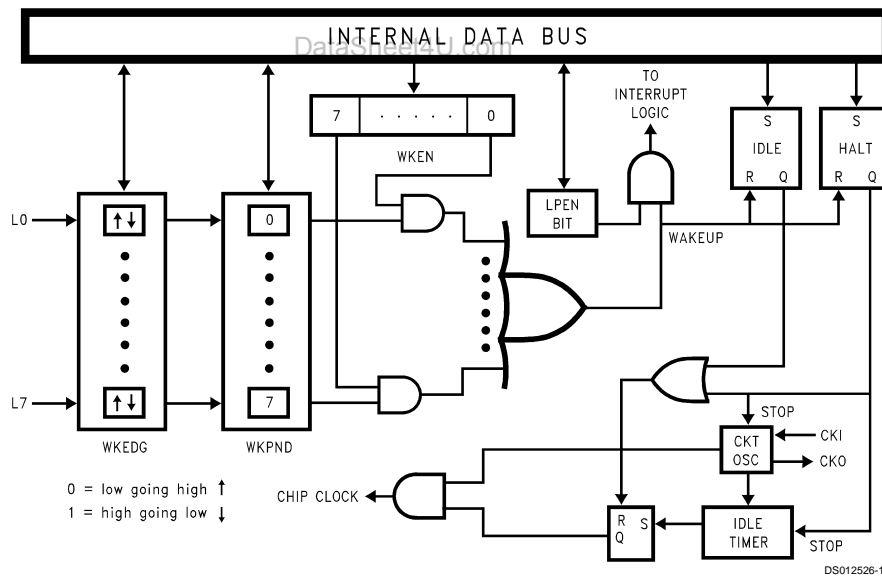 INTERNAL DATA BUS
DataSheet4U.com
TO
INTERRUPT
LOGIC
7 · · · · · 0
WKEN
S
IDLE
R Q
S
HALT
R Q
LPEN
BIT
WAKEUP
L0
↑↓
0
L7
↑↓
7
WKEDG
WKPND
0 = low going high ↑
1 = high going low ↓
STOP
CKT
OSC
CKI
CKO
CHIP CLOCK
R S
Q
IDLE
TIMER
STOP
DS012526-1